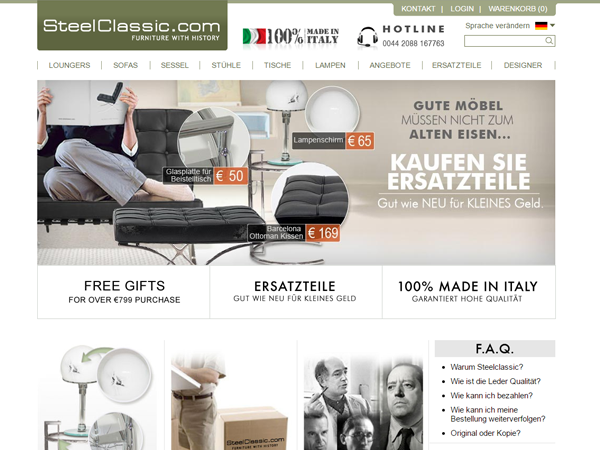 SteelClassic.com
FURNITURE WITH HISTORY
100% MADE IN ITALY
HOTLINE
0044 2088 167763
KONTAKT | LOGIN | WARENKORB (0)
Sprache verändern
LOUNGERS | SOFAS | SESSEL | STÜHLE | TISCHE | LAMPEN | ANGEBOTE | ERSATZTEILE | DESIGNER
Lampenschirm € 65
Glasplatte für
Beistelltisch € 50
Barcelona
Ottoman Kissen € 169
GUTE MÖBEL
MÜSSEN NICHT ZUM
ALTEN EISEN...
KAUFEN SIE
ERSATZTEILE
Gut wie NEU für KLEINES Geld.
FREE GIFTS
FOR OVER €799 PURCHASE
ERSATZTEILE
GUT WIE NEU FÜR KLEINES GELD
100% MADE IN ITALY
GARANTIERT HOHE QUALITÄT
SteelClassic.com
FURNITURE WITH HISTORY
F.A.Q.
Warum Steelclassic?
Wie ist die Leder Qualität?
Wie kann ich bezahlen?
Wie kann ich meine
Bestellung weiterverfolgen?
Original oder Kopie?